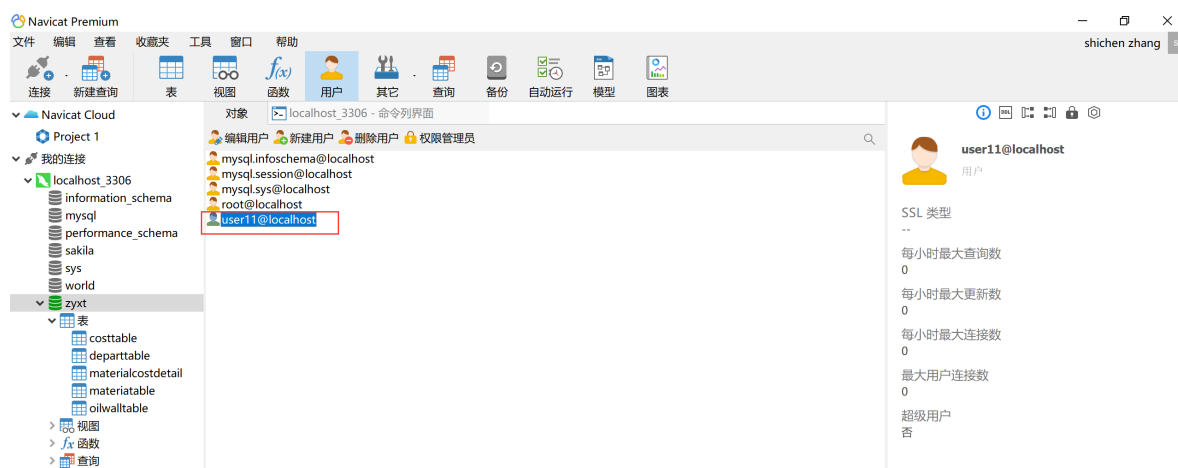 Navicat Premium
文件 编辑 查看 收藏夹 工具 窗口 帮助
shichen zhang
连接 新建查询 表 视图 函数 用户 其它 查询 备份 自动运行 模型 图表
Navicat Cloud
Project 1
我的连接
localhost_3306
information_schema
mysql
performance_schema
sakila
sys
world
zyxt
表
costtable
departtable
materialcostdetail
materiatable
oilwalltable
视图
fx 函数
查询
对象 localhost_3306 - 命令列界面
编辑用户 新建用户 删除用户 权限管理员
mysql.infoschema@localhost
mysql.session@localhost
mysql.sys@localhost
root@localhost
user11@localhost
user11@localhost
用户
SSL 类型
--
每小时最大查询数
0
每小时最大更新数
0
每小时最大连接数
0
最大用户连接数
0
超级用户
否